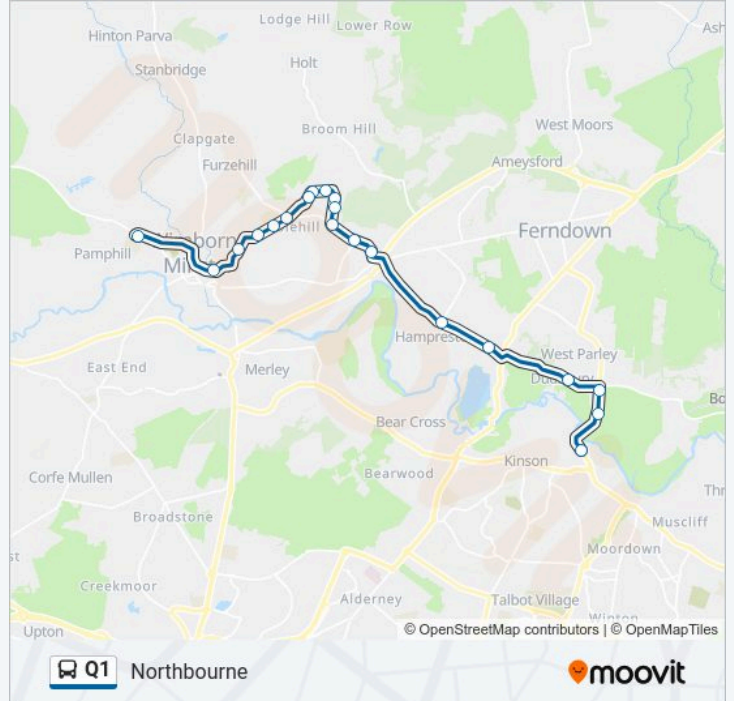 Lodge Hill
Lower Row
Hinton Parva
Stanbridge
Holt
Broom Hill
West Moors
Clapgate
Furzehill
Ameysford
Ferndown
Pamphill
Hampres
East End
Merley
West Parley
Bear Cross
Kinson
Bearwood
Corfe Mullen
Broadstone
Muscliff
Moordown
Creekmoor
Alderney
Talbot Village
Upton
© OpenStreetMap contributors | © OpenMapTiles
Q1 Northbourne
moovit